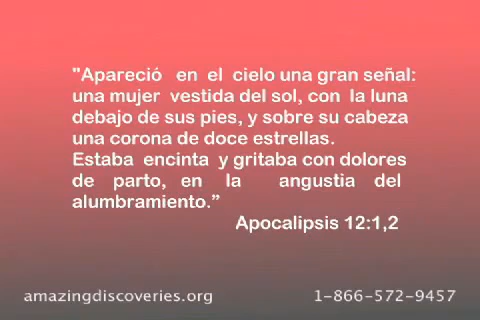 "Apareció en el cielo una gran señal:
una mujer vestida del sol, con la luna
debajo de sus pies, y sobre su cabeza
una corona de doce estrellas.
Estaba encinta y gritaba con dolores
de parto, en la angustia del
alumbramiento.”
Apocalipsis 12:1,2
amazingdiscoveries.org 1-866-572-9457